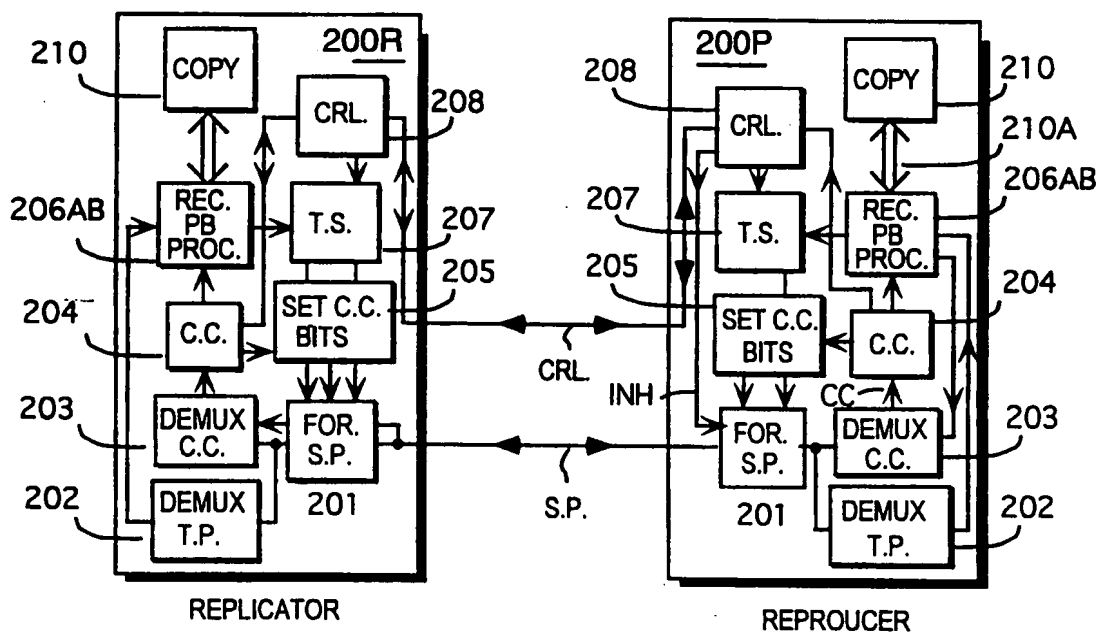 200R
210
COPY
CRL.
208
206AB
REC.
PB
PROC.
T.S.
207
205
204
C.C.
SET C.C.
BITS
203
DEMUX
C.C.
FOR.
S.P.
201
202
DEMUX
T.P.
REPLICATOR
CRL.
S.P.
200P
208
CRL.
COPY
210
210A
206AB
207
T.S.
REC.
PB
PROC.
205
SET C.C.
BITS
C.C.
204
INH
CC
FOR.
S.P.
201
DEMUX
C.C.
203
DEMUX
T.P.
202
REPROUCER